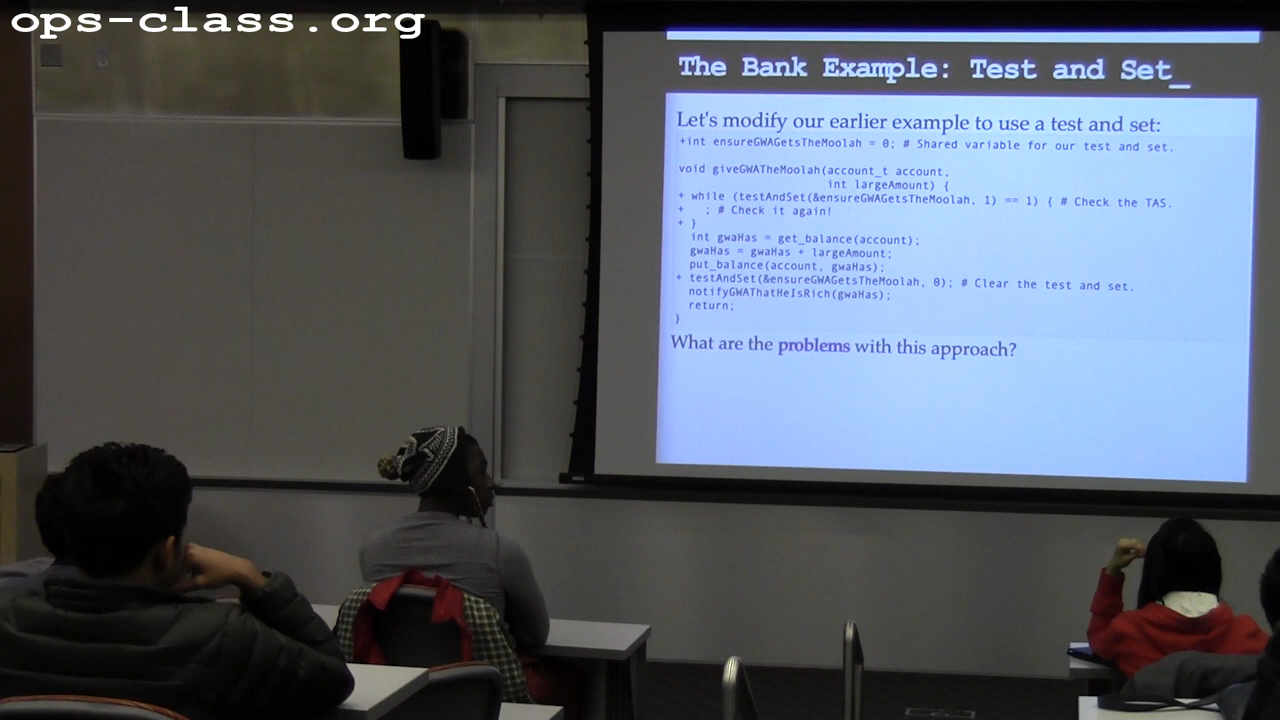 ops-class.org
The Bank Example: Test and Set_
Let's modify our earlier example to use a test and set:
+int ensureGWAGetsTheMoolah = 0; # Shared variable for our test and set.
void giveGWATheMoolah(account_t account,
int largeAmount) {
+ while (testAndSet(&ensureGWAGetsTheMoolah, 1) == 1) { # Check the TAS.
+ ; # Check it again!
+ }
int gwaHas = get_balance(account);
gwaHas = gwaHas + largeAmount;
put_balance(account, gwaHas);
+ testAndSet(&ensureGWAGetsTheMoolah, 0); # Clear the test and set.
notifyGWAThatHeIsRich(gwaHas);
return;
}
What are the problems with this approach?